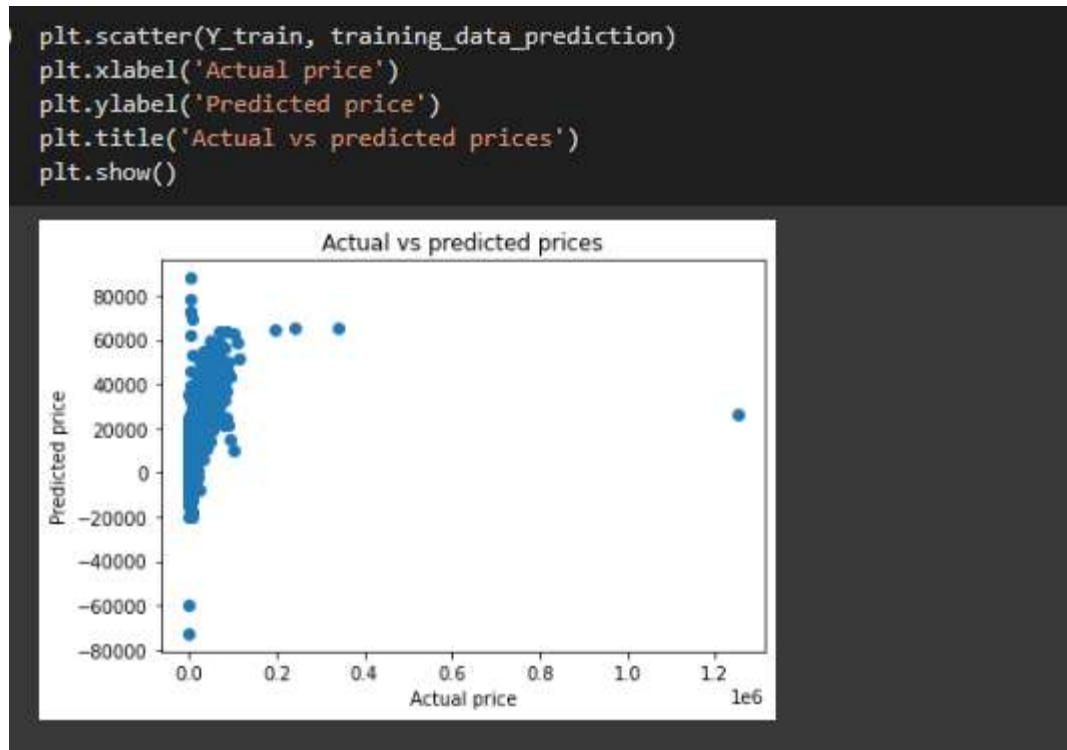 plt.scatter(Y_train, training_data_prediction)
plt.xlabel('Actual price')
plt.ylabel('Predicted price')
plt.title('Actual vs predicted prices')
plt.show()
Actual vs predicted prices
80000
60000
40000
20000
0
−20000
−40000
−60000
−80000
Predicted price
0.0 0.2 0.4 0.6 0.8 1.0 1.2
1e6
Actual price